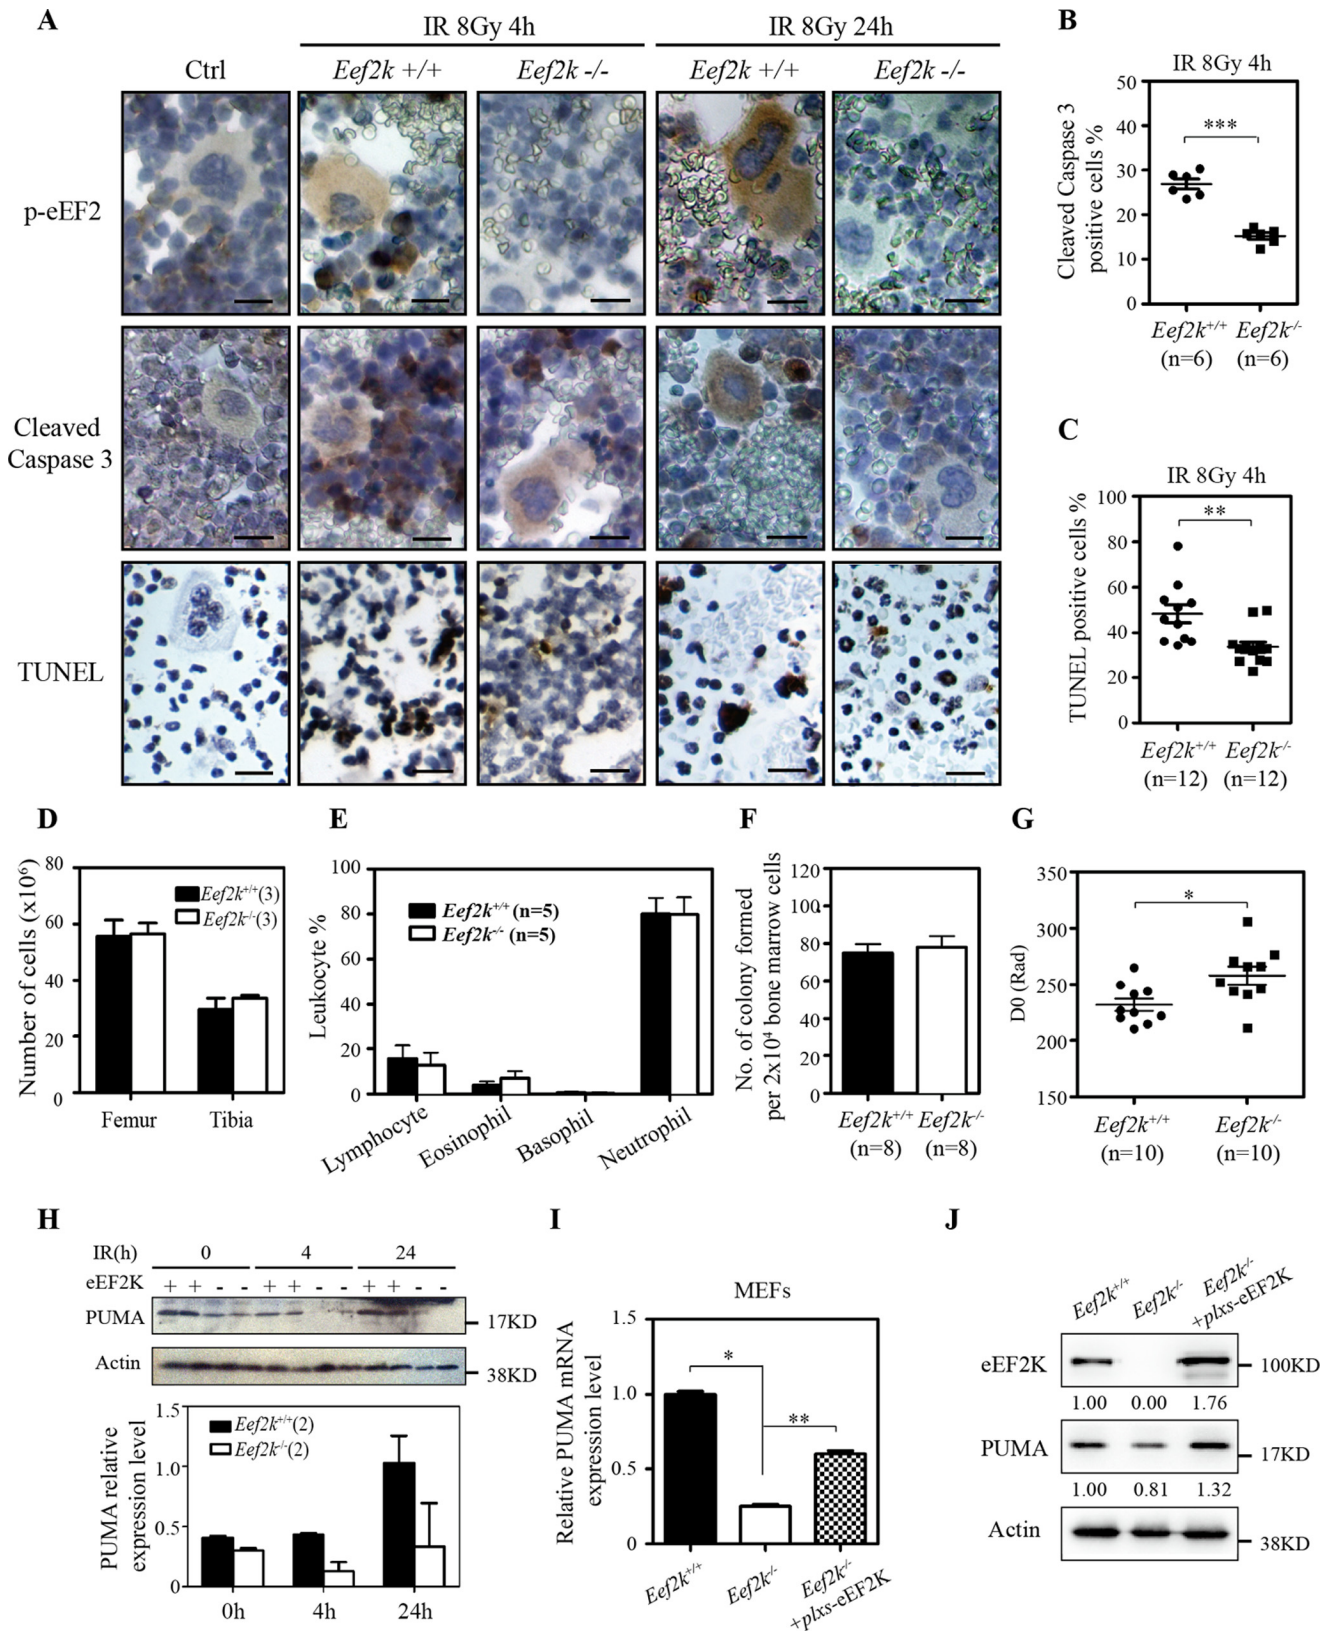 A
IR 8Gy 4h
IR 8Gy 24h
Ctrl
Eef2k +/+
Eef2k -/-
Eef2k +/+
Eef2k -/-
p-eEF2
Cleaved
Caspase 3
TUNEL
B
IR 8Gy 4h
Cleaved Caspase 3
positive cells %
50
40
30
20
10
0
***
Eef2k+/+
Eef2k-/-
(n=6)
(n=6)
C
IR 8Gy 4h
TUNEL positive cells %
100
80
60
40
20
0
**
Eef2k+/+
Eef2k-/-
(n=12)
(n=12)
D
Number of cells (x10⁶)
80
60
40
20
0
Eef2k+/+(3)
Eef2k-/-(3)
Femur
Tibia
E
Leukocyte %
100
80
60
40
20
0
Eef2k+/+ (n=5)
Eef2k-/- (n=5)
Lymphocyte
Eosinophil
Basophil
Neutrophil
F
No. of colony formed
per 2x10⁴ bone marrow cells
120
100
80
60
40
20
0
Eef2k+/+
Eef2k-/-
(n=8)
(n=8)
G
D0 (Rad)
350
300
250
200
150
*
Eef2k+/+
Eef2k-/-
(n=10)
(n=10)
H
IR(h)
0
4
24
eEF2K
+ + - - + + - - + + - -
PUMA
17KD
Actin
38KD
PUMA relative
expression level
1.5
1.0
0.5
0
Eef2k+/+(2)
Eef2k-/-(2)
0h
4h
24h
I
MEFs
Relative PUMA mRNA
expression level
1.5
1.0
0.5
0
*
**
Eef2k+/+
Eef2k-/-
Eef2k-/-
+plxs-eEF2K
J
Eef2k+/+
Eef2k-/-
Eef2k-/-
+plxs-eEF2K
eEF2K
100KD
1.00 0.00 1.76
PUMA
17KD
1.00 0.81 1.32
Actin
38KD